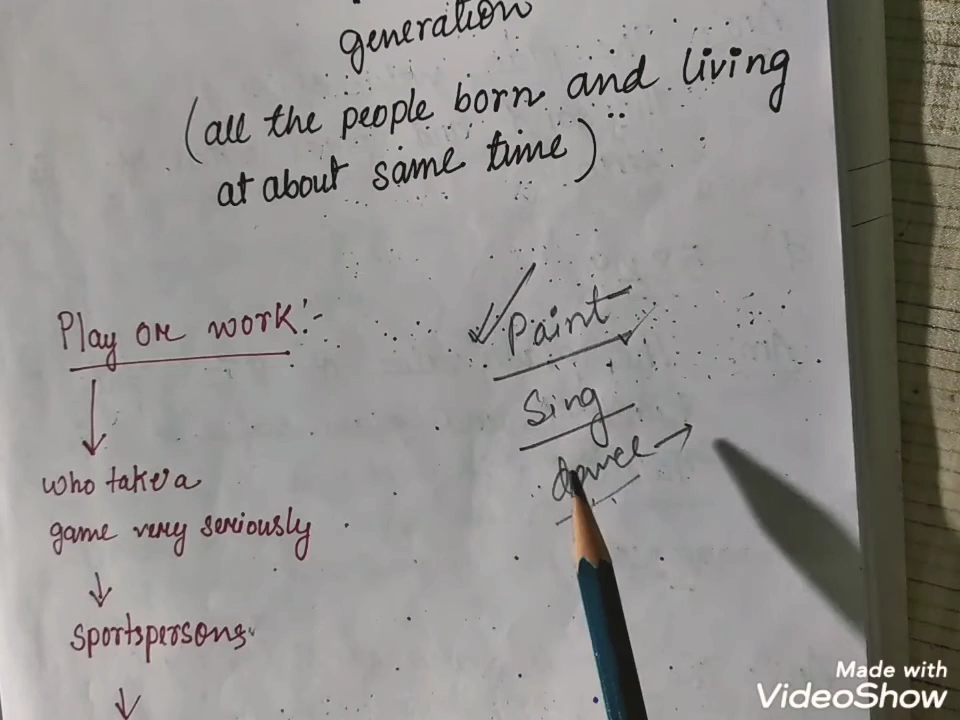 generation
(all the people born and living
at about same time)
Play or work:-
who take a
game very seriously
sportspersons
Paint
Sing
dance
Made with
VideoShow